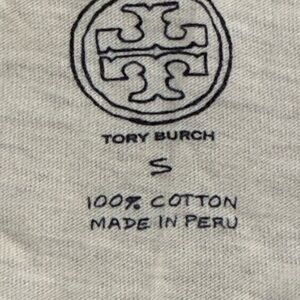 TORY BURCH
S
100% COTTON
MADE IN PERU